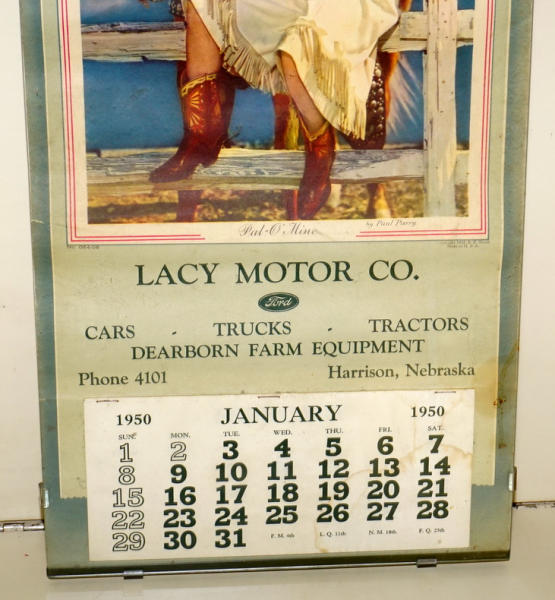 Pal-O'Mine
by Paul Parry
LACY MOTOR CO.
Ford
CARS - TRUCKS - TRACTORS
DEARBORN FARM EQUIPMENT
Phone 4101 Harrison, Nebraska
1950 JANUARY 1950
SUN. MON. TUE. WED. THU. FRI. SAT.
1 2 3 4 5 6 7
8 9 10 11 12 13 14
15 16 17 18 19 20 21
22 23 24 25 26 27 28
29 30 31 F. M. 4th L. Q. 11th N. M. 18th F. Q. 25th